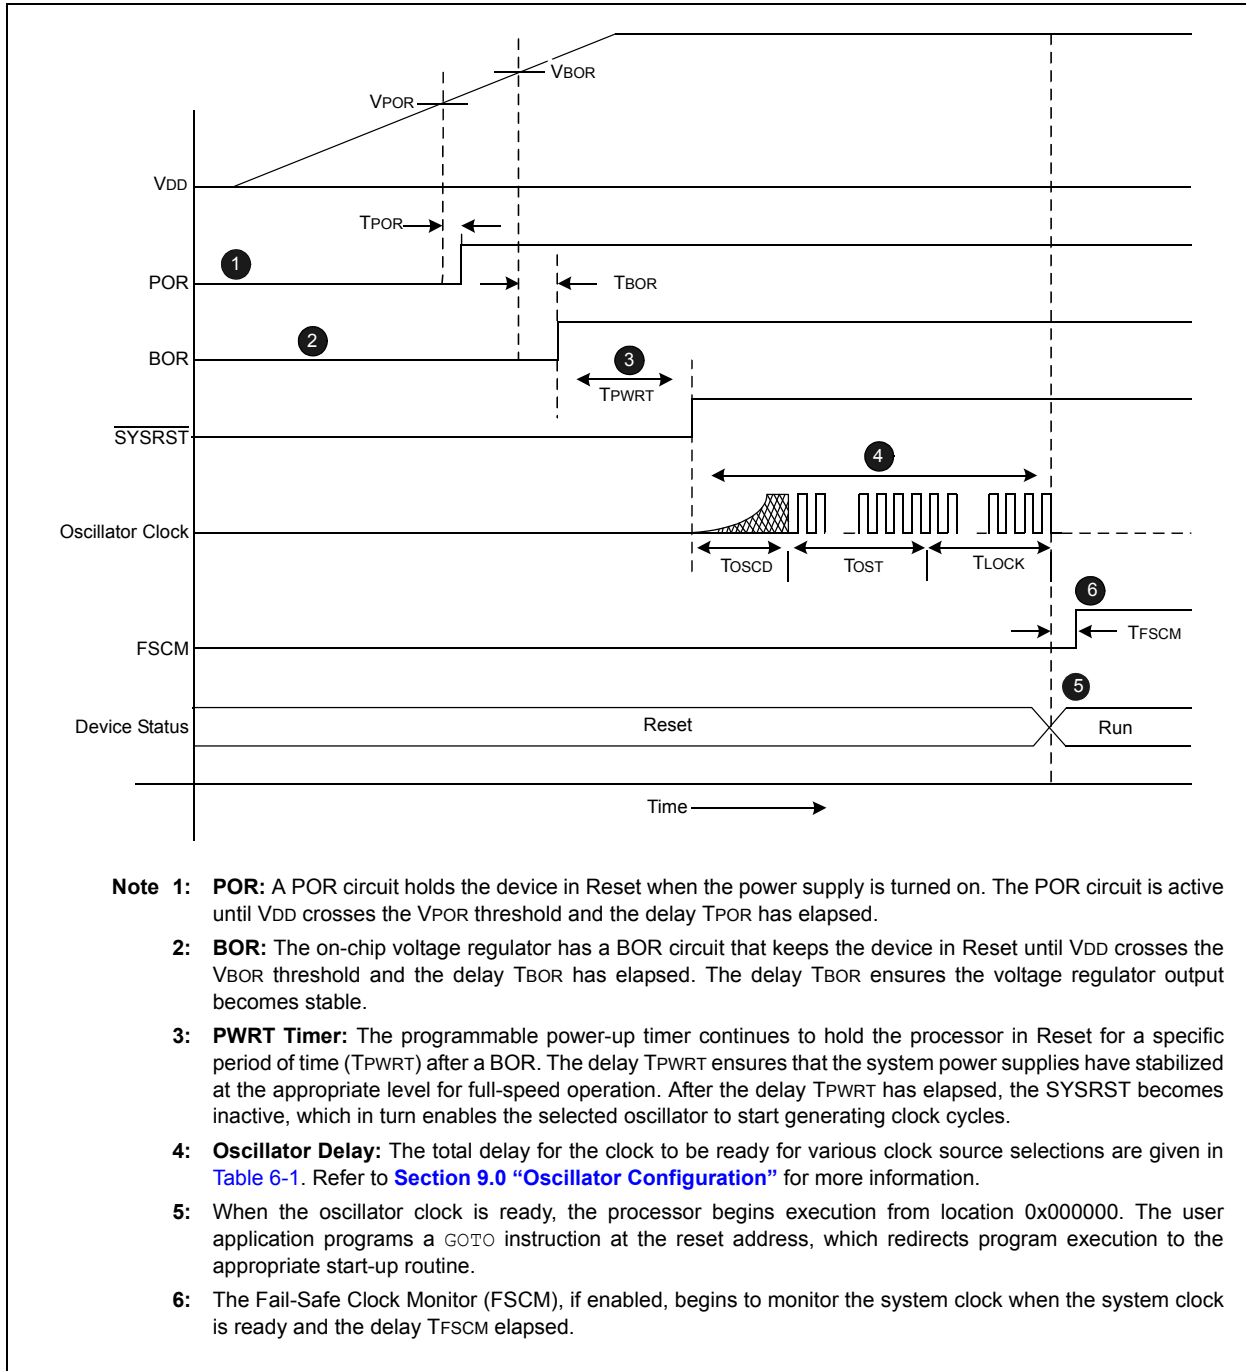 VBOR
VPOR
VDD
TPOR
1
POR
TBOR
2
BOR
3
TPWRT
SYSRST
4
Oscillator Clock
TOSCD TOST TLOCK
6
TFSCM
FSCM
5
Device Status Reset Run
Time
Note 1: POR: A POR circuit holds the device in Reset when the power supply is turned on. The POR circuit is active
until VDD crosses the VPOR threshold and the delay TPOR has elapsed.
2: BOR: The on-chip voltage regulator has a BOR circuit that keeps the device in Reset until VDD crosses the
VBOR threshold and the delay TBOR has elapsed. The delay TBOR ensures the voltage regulator output
becomes stable.
3: PWRT Timer: The programmable power-up timer continues to hold the processor in Reset for a specific
period of time (TPWRT) after a BOR. The delay TPWRT ensures that the system power supplies have stabilized
at the appropriate level for full-speed operation. After the delay TPWRT has elapsed, the SYSRST becomes
inactive, which in turn enables the selected oscillator to start generating clock cycles.
4: Oscillator Delay: The total delay for the clock to be ready for various clock source selections are given in
Table 6-1. Refer to Section 9.0 “Oscillator Configuration” for more information.
5: When the oscillator clock is ready, the processor begins execution from location 0x000000. The user
application programs a GOTO instruction at the reset address, which redirects program execution to the
appropriate start-up routine.
6: The Fail-Safe Clock Monitor (FSCM), if enabled, begins to monitor the system clock when the system clock
is ready and the delay TFSCM elapsed.